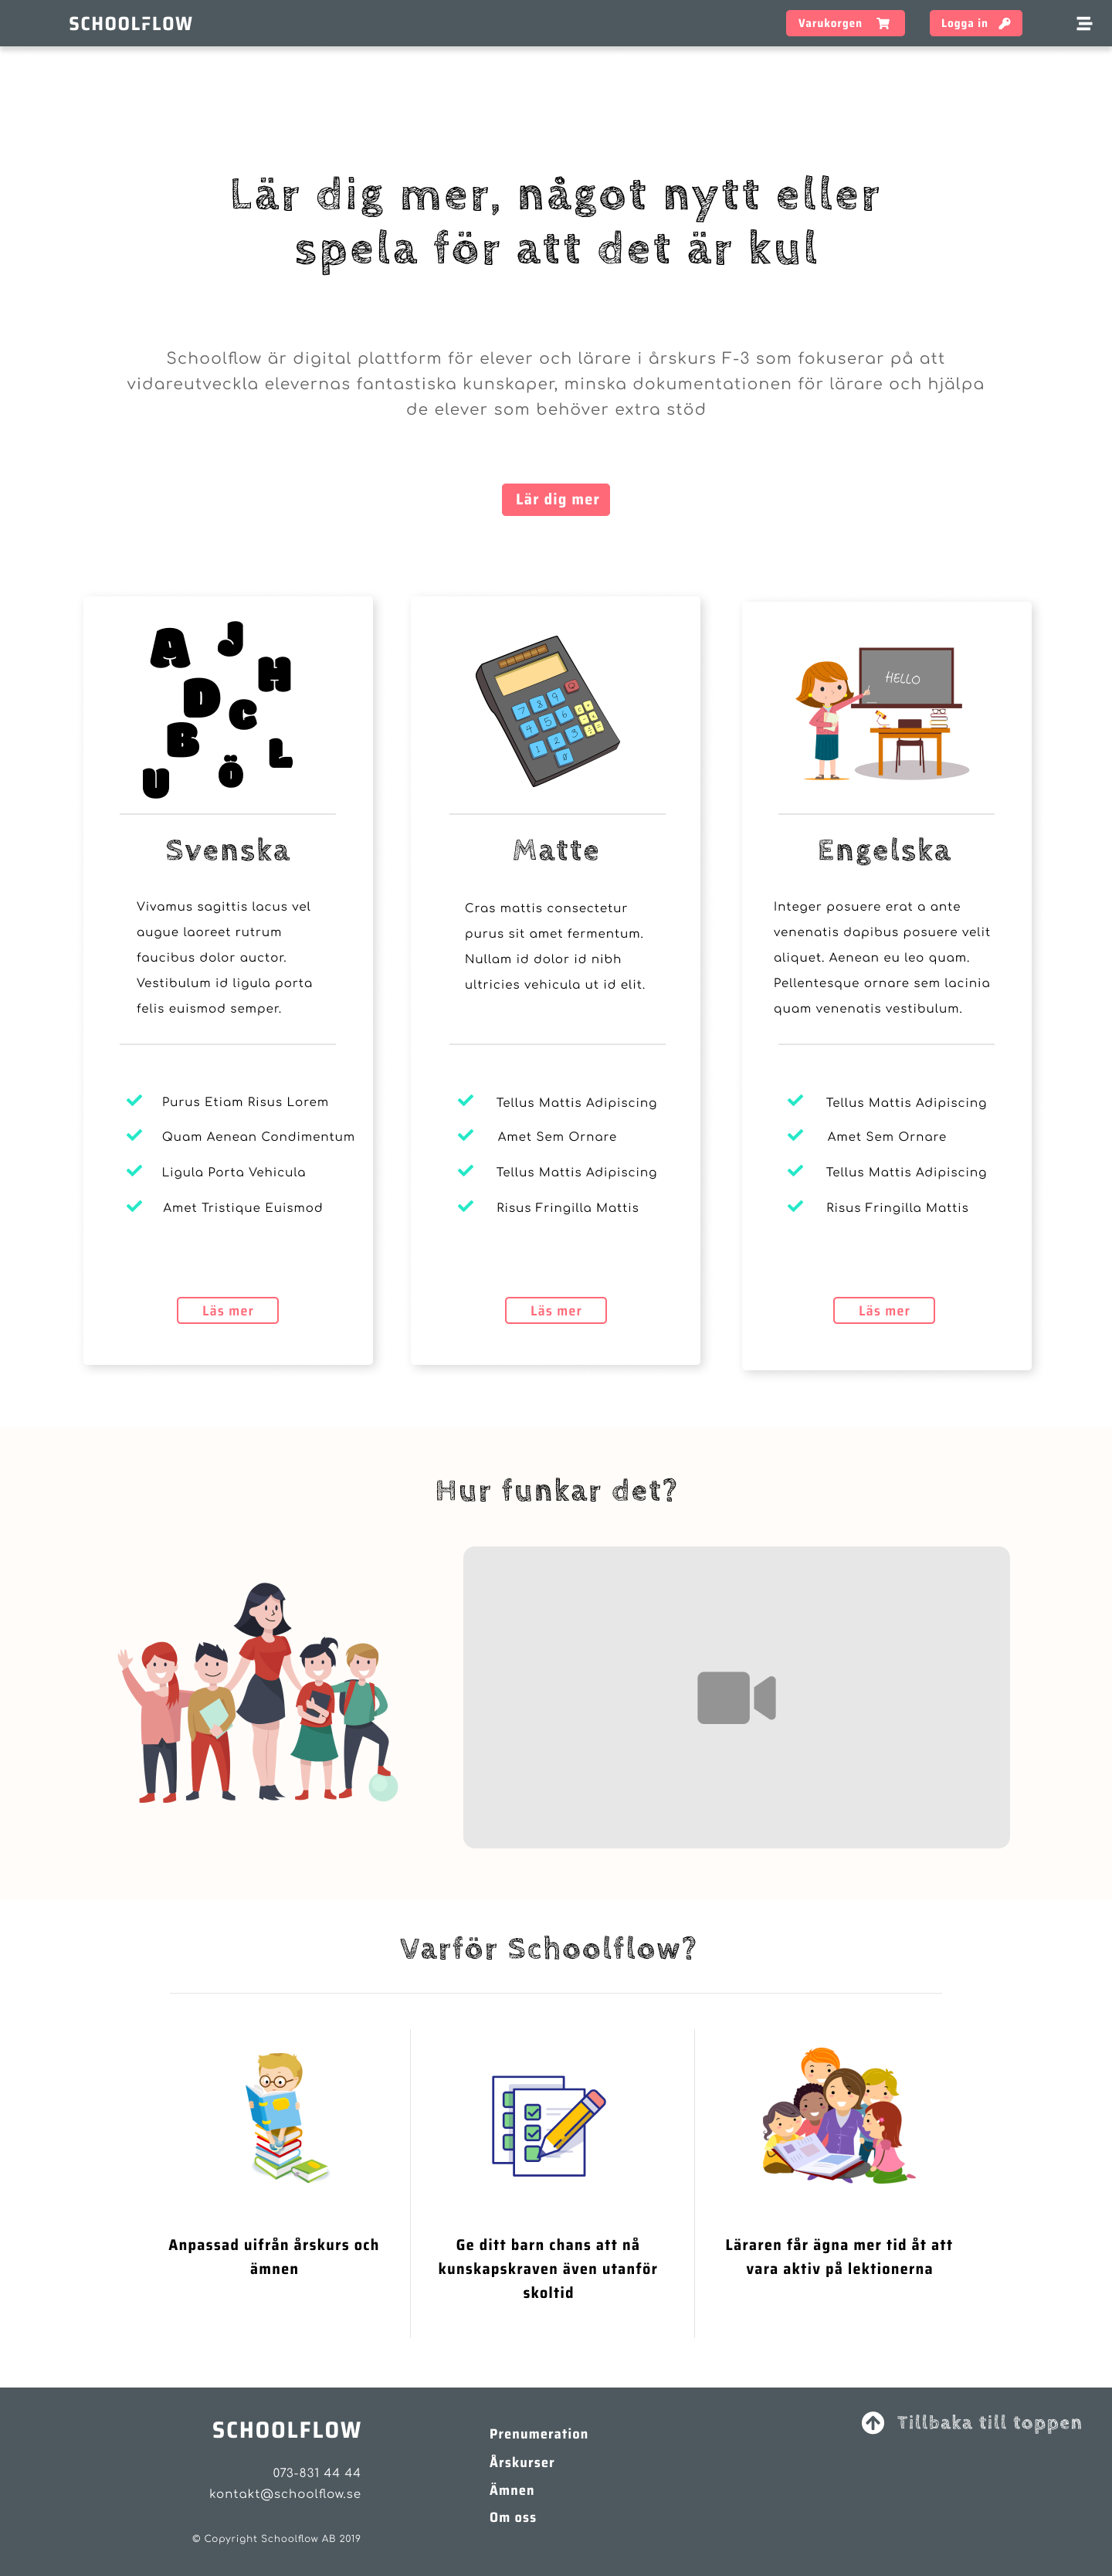 SCHOOLFLOW
Varukorgen
Logga in
Lär dig mer, något nytt eller
spela för att det är kul
Schoolflow är digital plattform för elever och lärare i årskurs F-3 som fokuserar på att
vidareutveckla elevernas fantastiska kunskaper, minska dokumentationen för lärare och hjälpa
de elever som behöver extra stöd
Lär dig mer
A J
H
D C
B
L
U Ö
Svenska
Vivamus sagittis lacus vel
augue laoreet rutrum
faucibus dolor auctor.
Vestibulum id ligula porta
felis euismod semper.
Purus Etiam Risus Lorem
Quam Aenean Condimentum
Ligula Porta Vehicula
Amet Tristique Euismod
Läs mer
7 8 9
4 5 6
1 2 3
0
Matte
Cras mattis consectetur
purus sit amet fermentum.
Nullam id dolor id nibh
ultricies vehicula ut id elit.
Tellus Mattis Adipiscing
Amet Sem Ornare
Tellus Mattis Adipiscing
Risus Fringilla Mattis
Läs mer
HELLO
Engelska
Integer posuere erat a ante
venenatis dapibus posuere velit
aliquet. Aenean eu leo quam.
Pellentesque ornare sem lacinia
quam venenatis vestibulum.
Tellus Mattis Adipiscing
Amet Sem Ornare
Tellus Mattis Adipiscing
Risus Fringilla Mattis
Läs mer
Hur funkar det?
Varför Schoolflow?
Anpassad uifrån årskurs och
ämnen
Ge ditt barn chans att nå
kunskapskraven även utanför
skoltid
Läraren får ägna mer tid åt att
vara aktiv på lektionerna
SCHOOLFLOW
073-831 44 44
kontakt@schoolflow.se
© Copyright Schoolflow AB 2019
Prenumeration
Årskurser
Ämnen
Om oss
Tillbaka till toppen